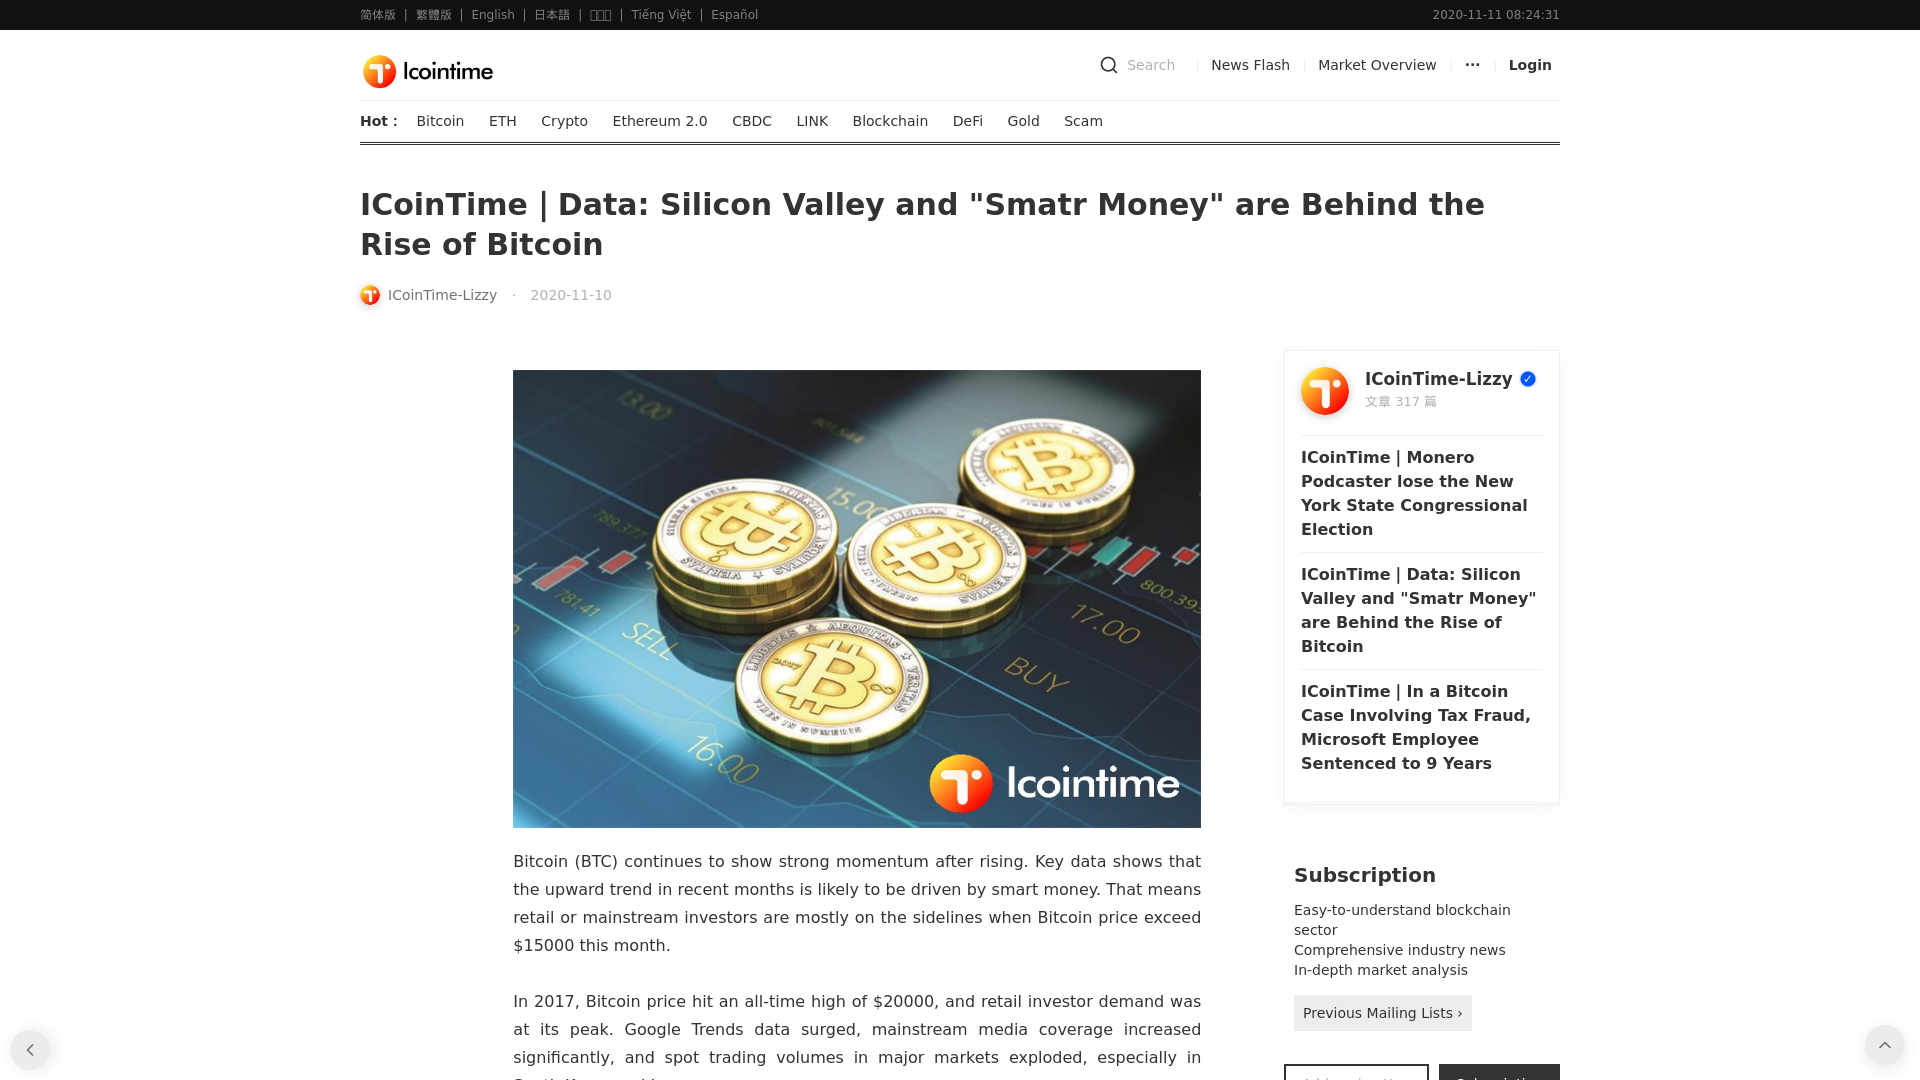 简体版 | 繁體版 | English | 日本語 | | Tiếng Việt | Español
2020-11-11 08:24:31
Icointime
Search
News Flash
Market Overview
···
Login
Hot : Bitcoin ETH Crypto Ethereum 2.0 CBDC LINK Blockchain DeFi Gold Scam
ICoinTime | Data: Silicon Valley and "Smatr Money" are Behind the
Rise of Bitcoin
ICoinTime-Lizzy · 2020-11-10
13.00
15.00
789.377
781.41
SELL
800.393
17.00
BUY
16.00
Icointime
Bitcoin (BTC) continues to show strong momentum after rising. Key data shows that
the upward trend in recent months is likely to be driven by smart money. That means
retail or mainstream investors are mostly on the sidelines when Bitcoin price exceed
$15000 this month.
In 2017, Bitcoin price hit an all-time high of $20000, and retail investor demand was
at its peak. Google Trends data surged, mainstream media coverage increased
significantly, and spot trading volumes in major markets exploded, especially in
ICoinTime-Lizzy
文章 317 篇
ICoinTime | Monero
Podcaster lose the New
York State Congressional
Election
ICoinTime | Data: Silicon
Valley and "Smatr Money"
are Behind the Rise of
Bitcoin
ICoinTime | In a Bitcoin
Case Involving Tax Fraud,
Microsoft Employee
Sentenced to 9 Years
Subscription
Easy-to-understand blockchain
sector
Comprehensive industry news
In-depth market analysis
Previous Mailing Lists ›